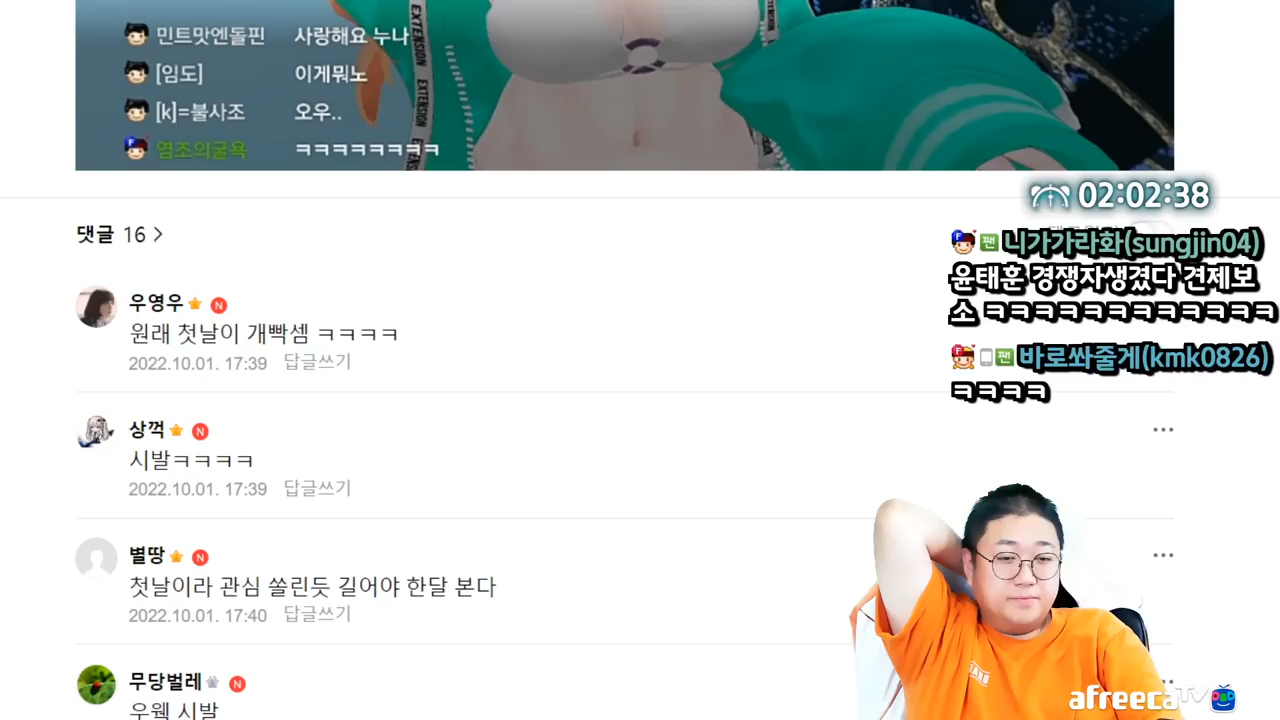 민트맛엔돌핀 사랑해요 누나
[임도] 이게뭐노
[k]=불사조 오우..
염조의굴욕 ㅋㅋㅋㅋㅋㅋㅋㅋ
EXTENSION
EXTENSION
EXTENSION
02:02:38
댓글 16 >
니가가라화(sungjin04)
윤태훈 경쟁자생겼다 견제보
소 ㅋㅋㅋㅋㅋㅋㅋㅋㅋㅋㅋㅋ
바로쏴줄게(kmk0826)
ㅋㅋㅋㅋ
우영우 N
원래 첫날이 개빡셈 ㅋㅋㅋㅋ
2022.10.01. 17:39 답글쓰기
상꺽 N
시발ㅋㅋㅋㅋ
2022.10.01. 17:39 답글쓰기
별땅 N
첫날이라 관심 쏠린듯 길어야 한달 본다
2022.10.01. 17:40 답글쓰기
무당벌레 N
우웩 시발
afreecaTV